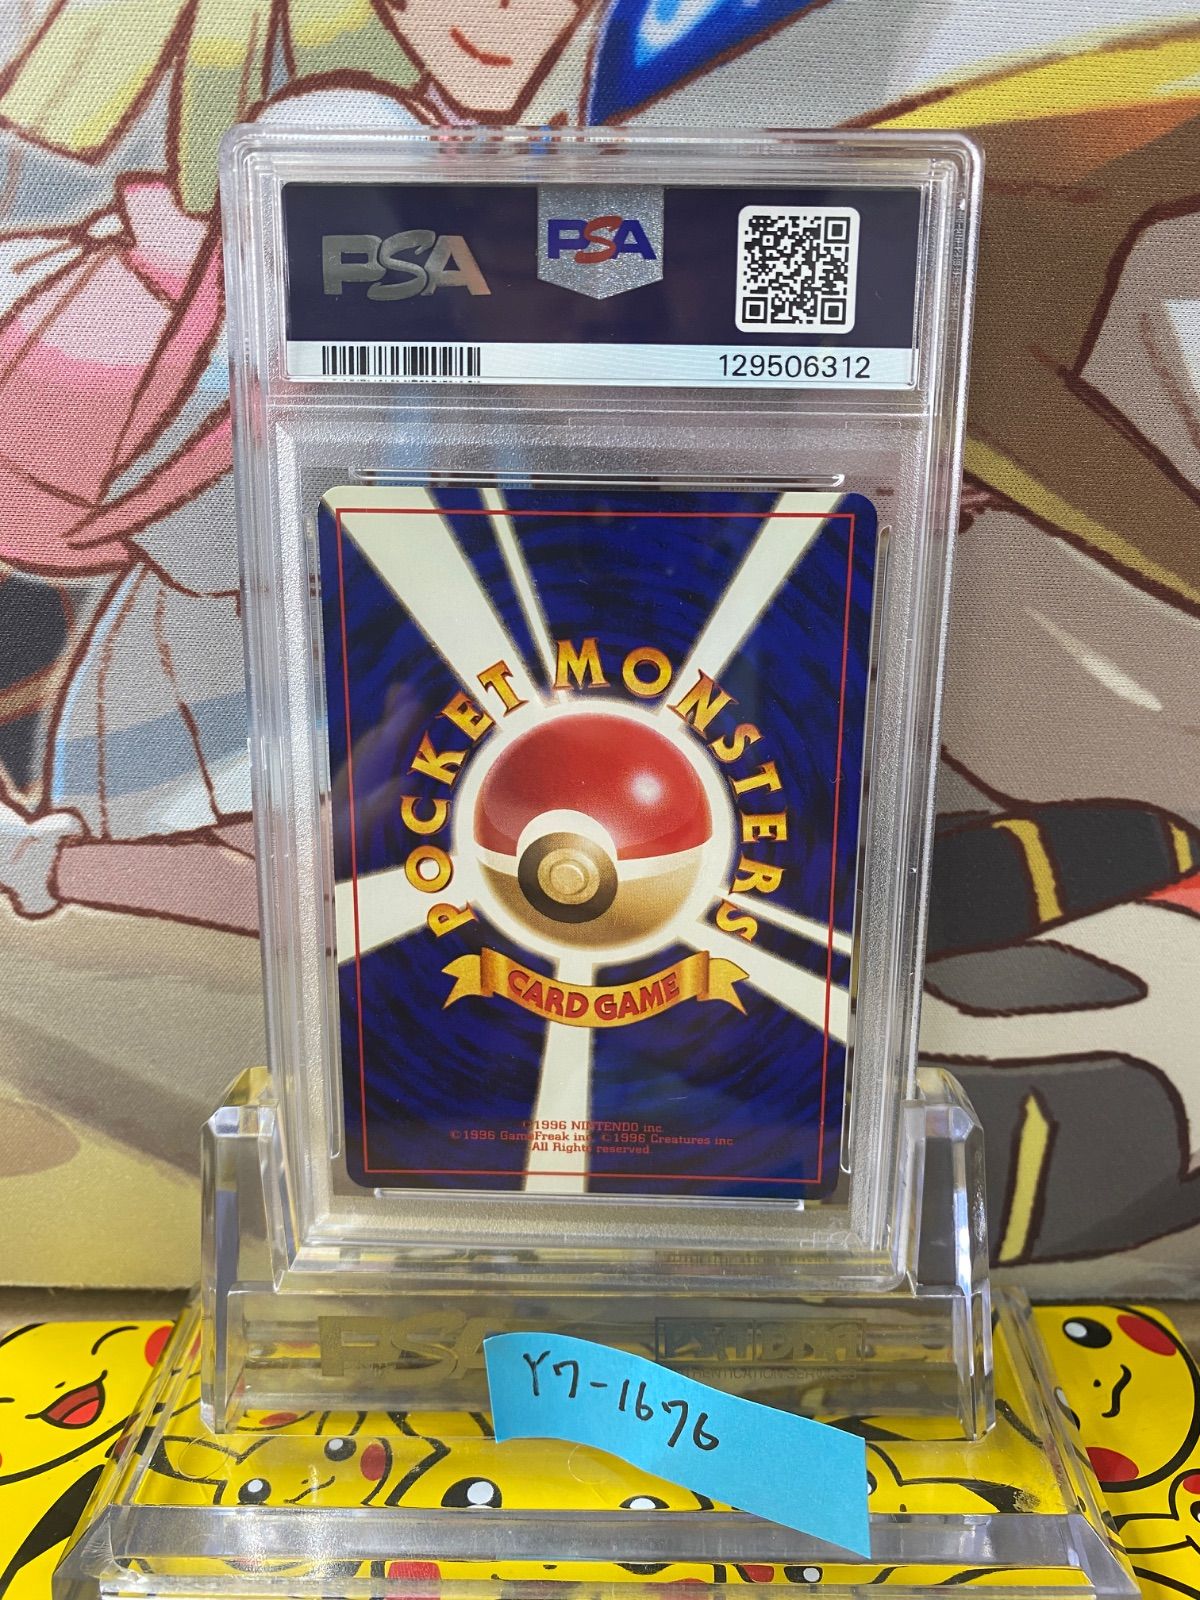 PSA
PSA
129506312
POCKET MONSTERS
CARD GAME
©1996 NINTENDO inc.
©1996 GameFreak inc. ©1996 Creatures inc
All Rights reserved.
PSA
Y7-1676